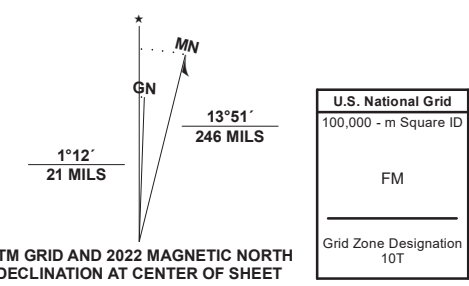 MN
GN
13°51´
246 MILS
1°12´
21 MILS
TM GRID AND 2022 MAGNETIC NORTH
DECLINATION AT CENTER OF SHEET
U.S. National Grid
100,000 - m Square ID
FM
Grid Zone Designation
10T